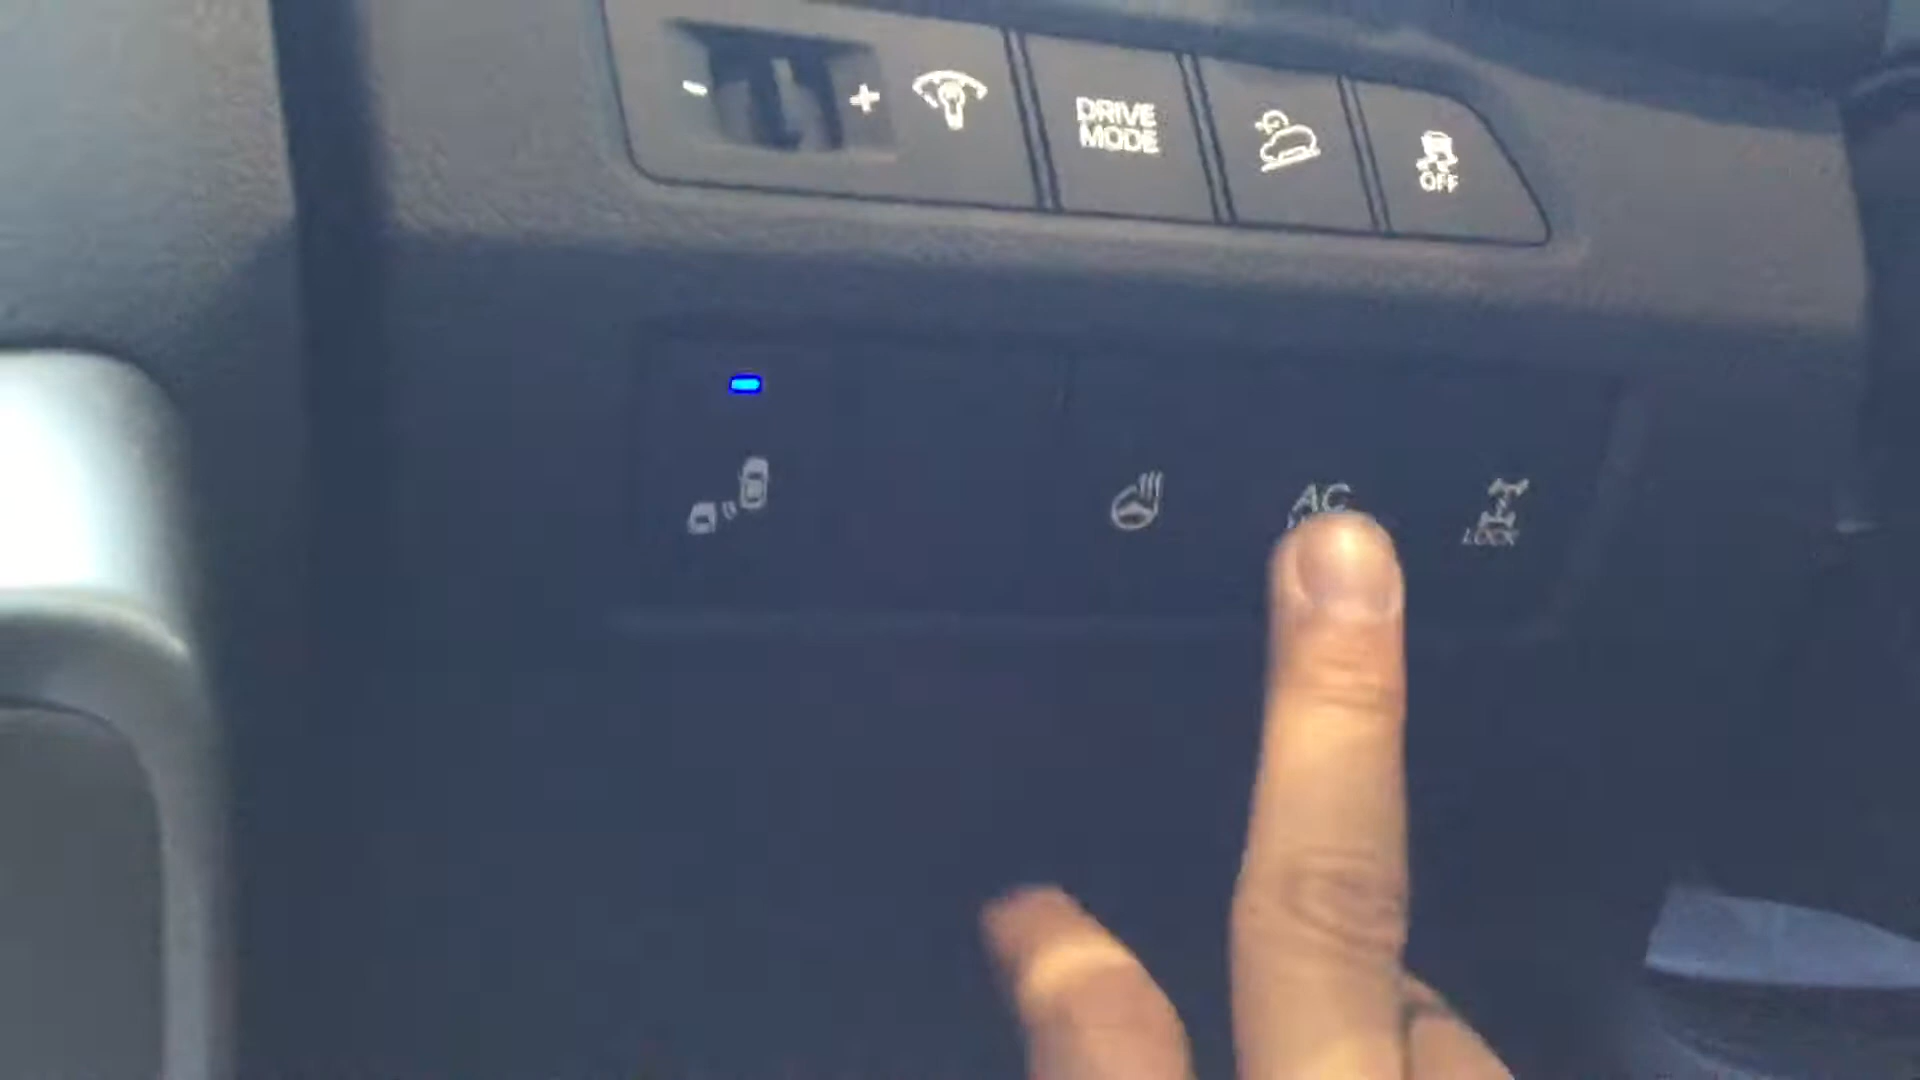 - +
DRIVE
MODE
OFF
AC
LOCK